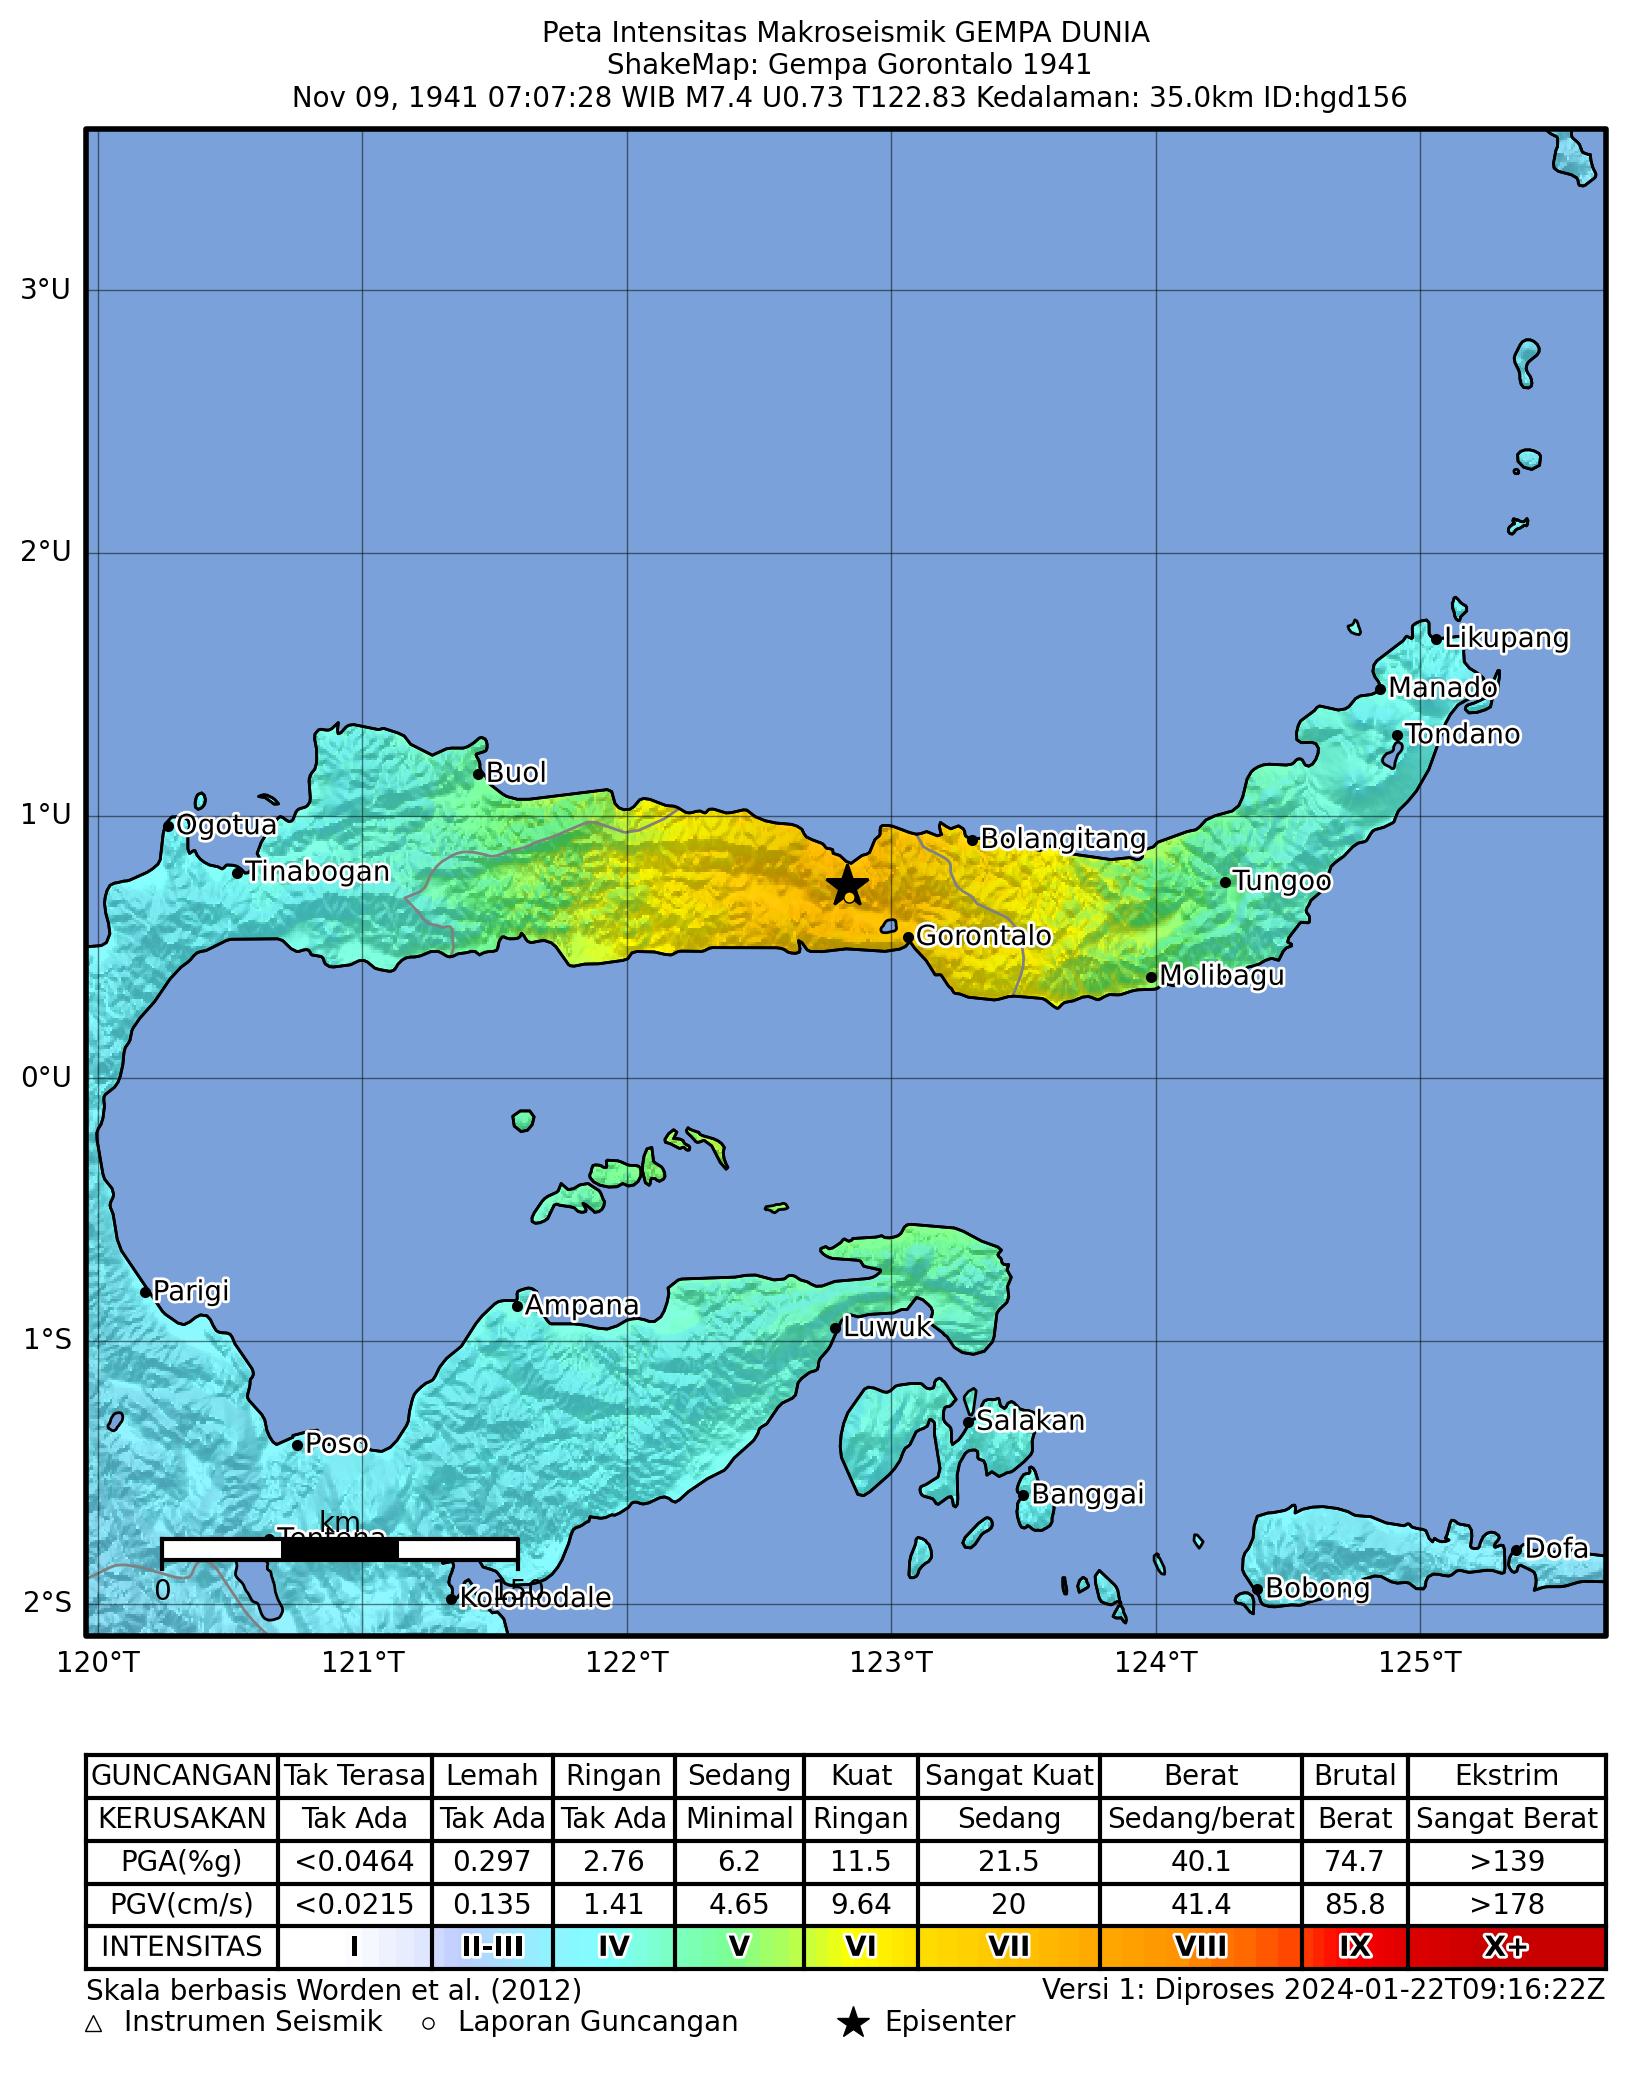 Peta Intensitas Makroseismik GEMPA DUNIA
ShakeMap: Gempa Gorontalo 1941
Nov 09, 1941 07:07:28 WIB M7.4 U0.73 T122.83 Kedalaman: 35.0km ID:hgd156
3°U
2°U
Likupang
Manado
Tondano
Buol
1°U
Ogotua
Bolangitang
Tinabogan
Tungoo
Gorontalo
Molibagu
0°U
Parigi
Ampana
Luwuk
1°S
Salakan
Poso
Banggai
km
Tentena
Dofa
0
150
Bobong
Kolonodale
2°S
120°T 121°T 122°T 123°T 124°T 125°T
GUNCANGAN Tak Terasa Lemah Ringan Sedang Kuat Sangat Kuat Berat Brutal Ekstrim
KERUSAKAN Tak Ada Tak Ada Tak Ada Minimal Ringan Sedang Sedang/berat Berat Sangat Berat
PGA(%g) <0.0464 0.297 2.76 6.2 11.5 21.5 40.1 74.7 >139
PGV(cm/s) <0.0215 0.135 1.41 4.65 9.64 20 41.4 85.8 >178
INTENSITAS I II-III IV V VI VII VIII IX X+
Skala berbasis Worden et al. (2012) Versi 1: Diproses 2024-01-22T09:16:22Z
Instrumen Seismik Laporan Guncangan Episenter